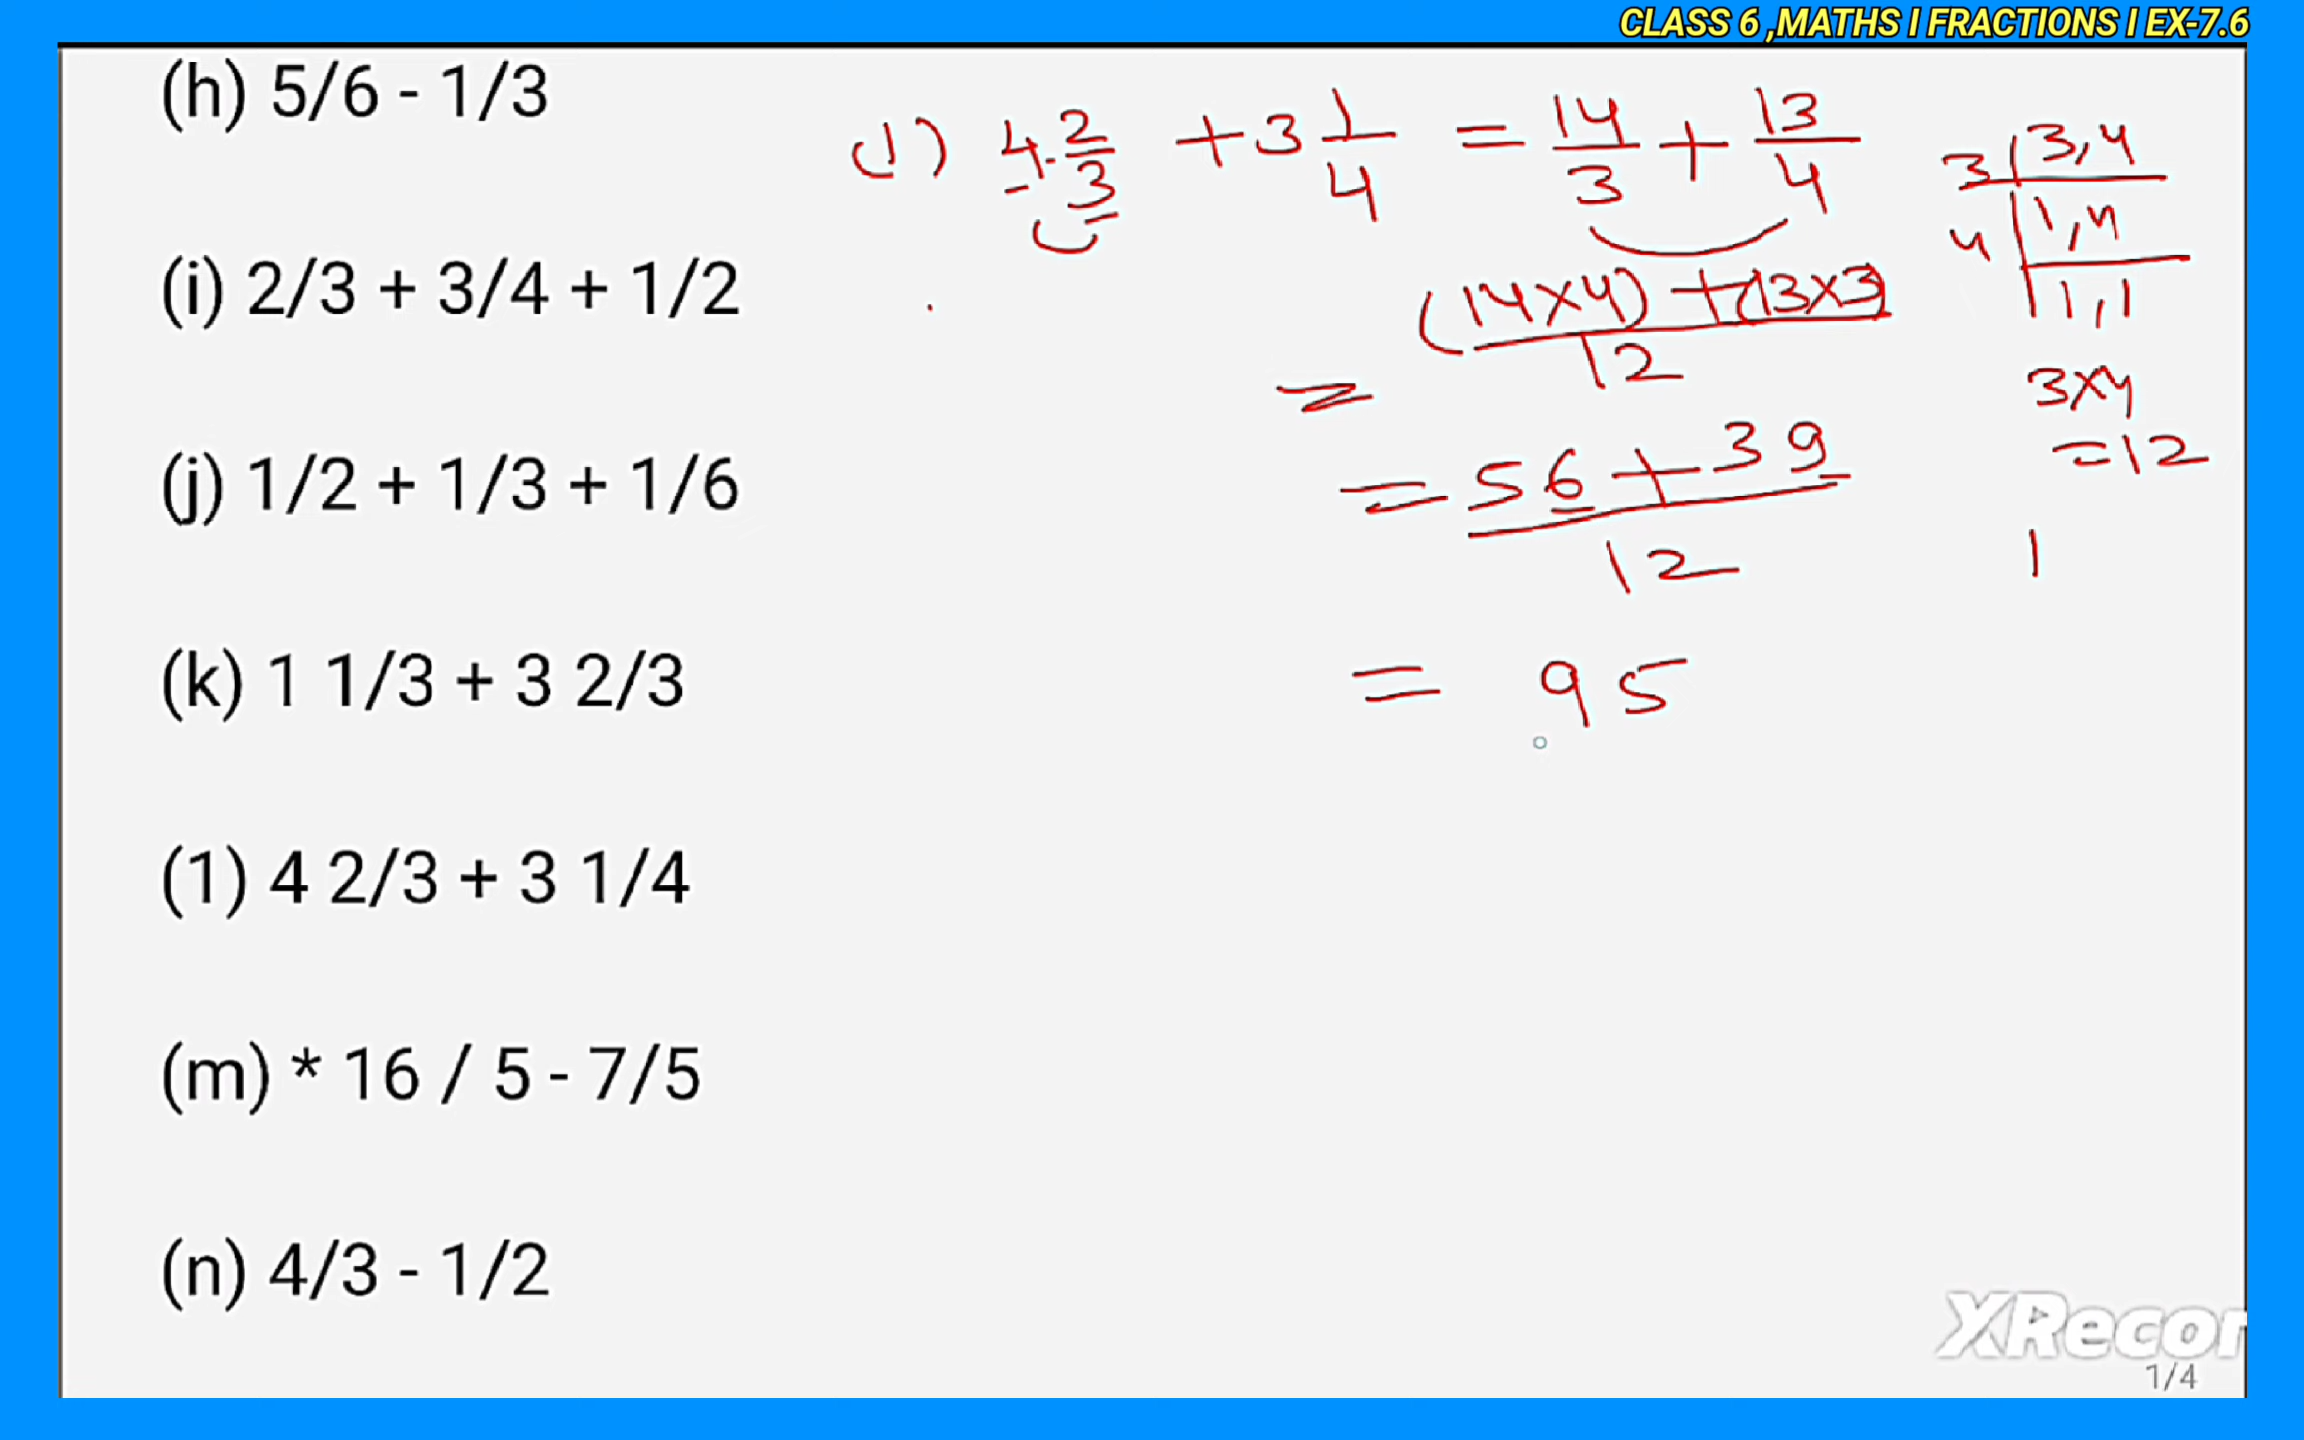 CLASS 6 ,MATHS I FRACTIONS I EX-7.6
(h) 5/6 - 1/3
(i) 2/3 + 3/4 + 1/2
(j) 1/2 + 1/3 + 1/6
(k) 1 1/3 + 3 2/3
(1) 4 2/3 + 3 1/4
(m) * 16 / 5 - 7/5
(n) 4/3 - 1/2
4 2/3 + 3 1/4 = 14/3 + 13/4
(14×4) + (13×3)
12
=
= 56 + 39
12
= 95
3 | 3,4
4 | 1,4
1,1
3×4
=12
1
XRecor
1/4